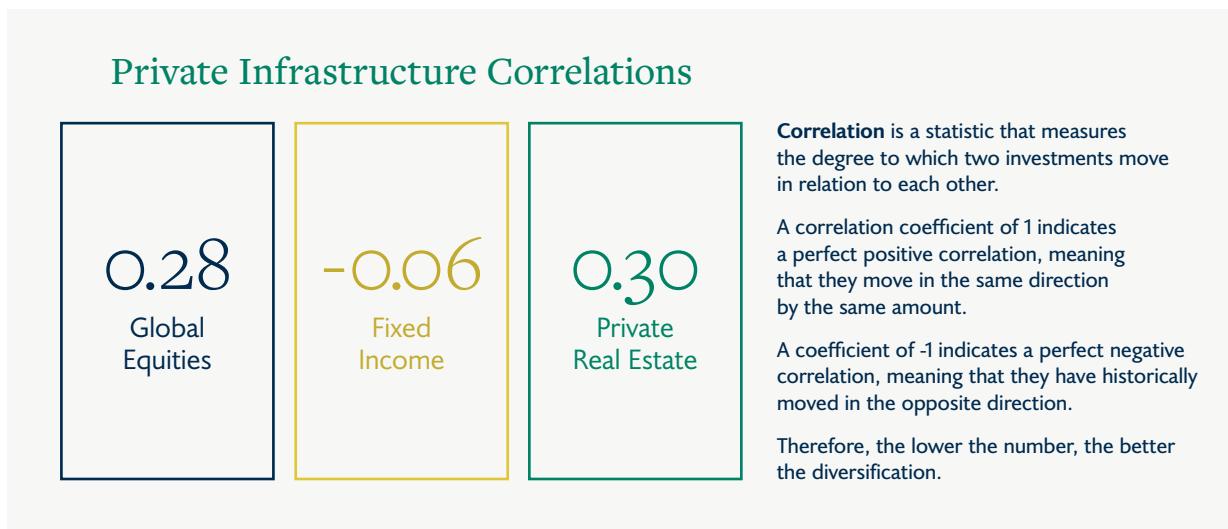 Private Infrastructure Correlations
0.28
Global
Equities
-0.06
Fixed
Income
0.30
Private
Real Estate
Correlation is a statistic that measures
the degree to which two investments move
in relation to each other.
A correlation coefficient of 1 indicates
a perfect positive correlation, meaning
that they move in the same direction
by the same amount.
A coefficient of -1 indicates a perfect negative
correlation, meaning that they have historically
moved in the opposite direction.
Therefore, the lower the number, the better
the diversification.